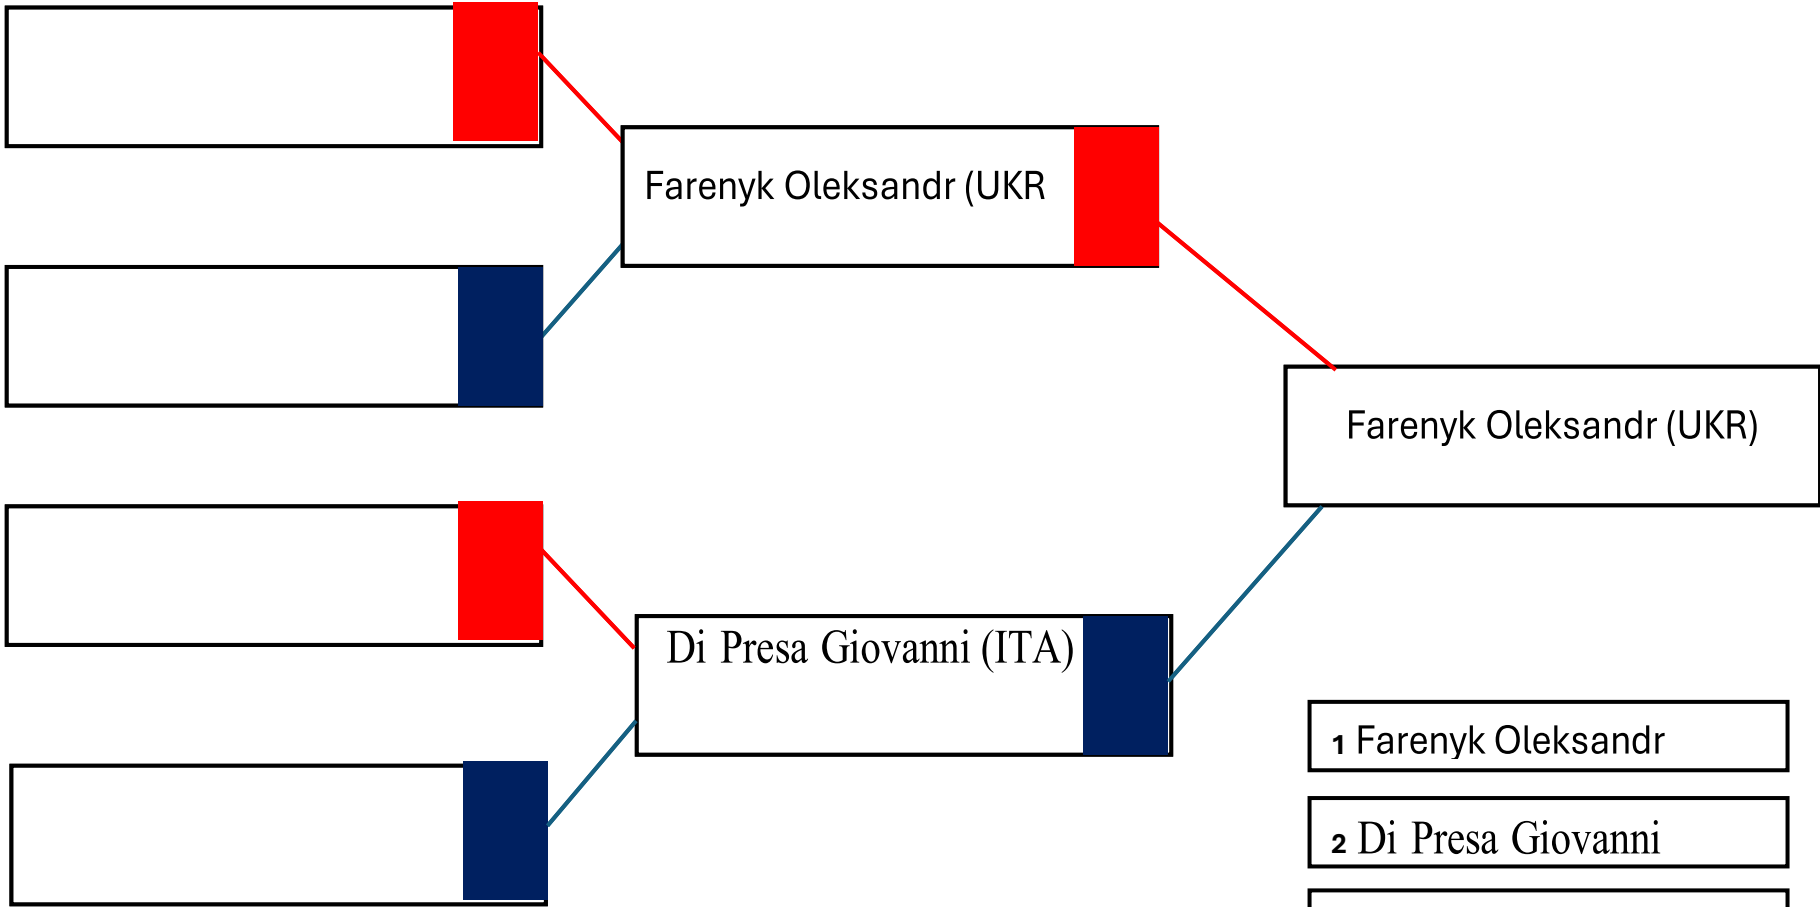 Farenyk Oleksandr (UKR
Farenyk Oleksandr (UKR)
Di Presa Giovanni (ITA)
1 Farenyk Oleksandr
2 Di Presa Giovanni